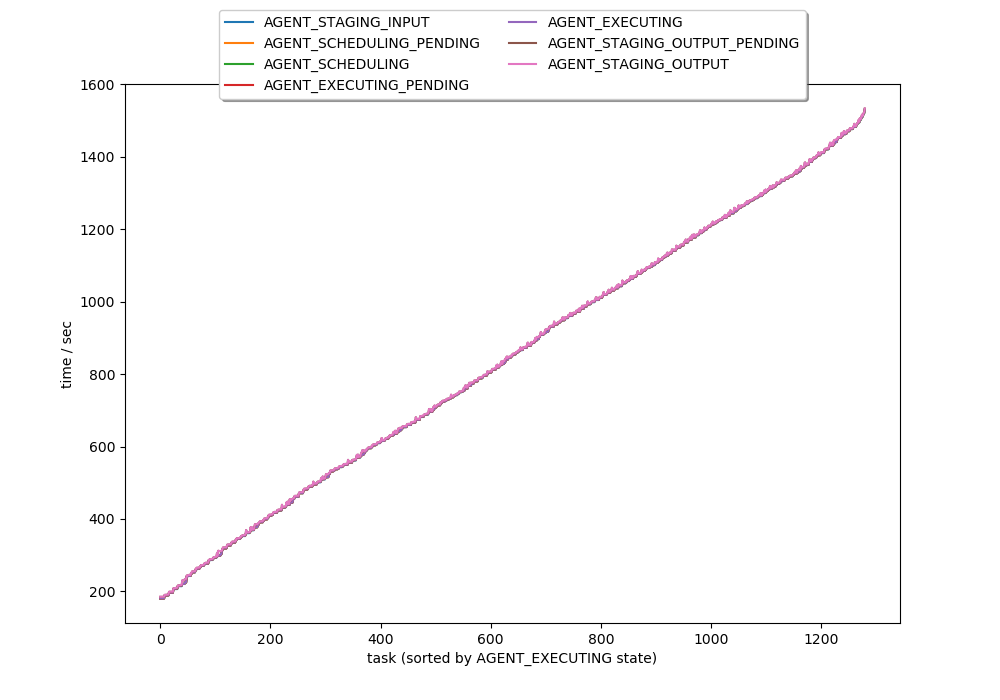 AGENT_STAGING_INPUT
AGENT_SCHEDULING_PENDING
AGENT_SCHEDULING
AGENT_EXECUTING_PENDING
AGENT_EXECUTING
AGENT_STAGING_OUTPUT_PENDING
AGENT_STAGING_OUTPUT
1600
1400
1200
1000
800
600
400
200
time / sec
0 200 400 600 800 1000 1200
task (sorted by AGENT_EXECUTING state)